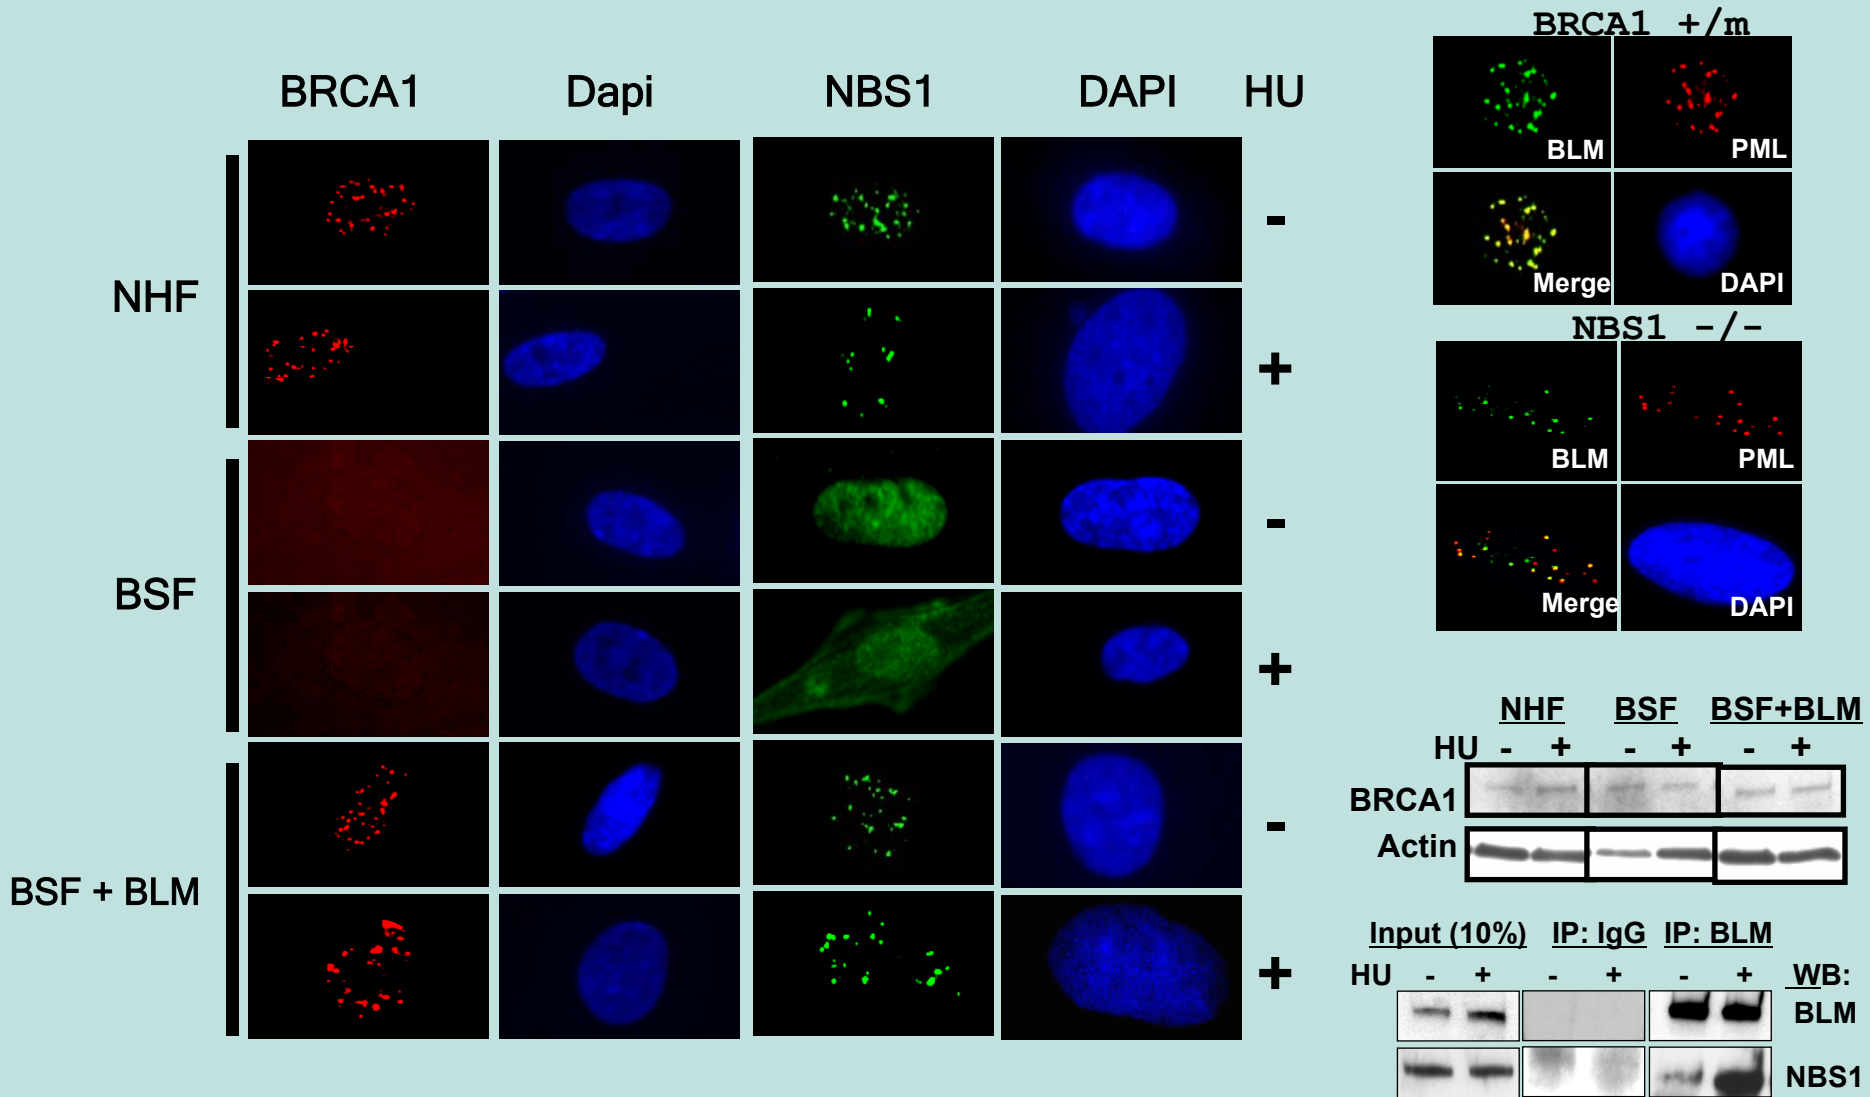 BRCA1 Dapi NBS1 DAPI HU
NHF
-
+
BSF
-
+
BSF + BLM
-
+
BRCA1 +/m
BLM PML
Merge DAPI
NBS1 -/-
BLM PML
Merge DAPI
NHF BSF BSF+BLM
HU - + - + - +
BRCA1
Actin
Input (10%) IP: IgG IP: BLM
HU - + - + - + WB:
BLM
NBS1